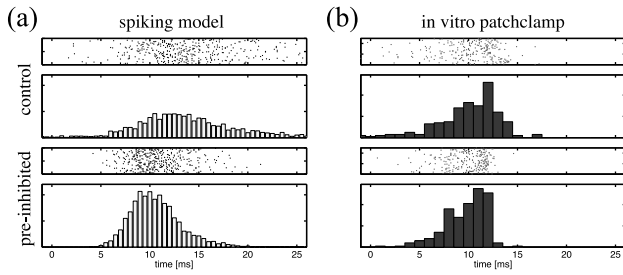 (a) spiking model
(b) in vitro patchclamp
control
pre-inhibited
0 5 10 15 20 25
time [ms]
0 5 10 15 20 25
time [ms]